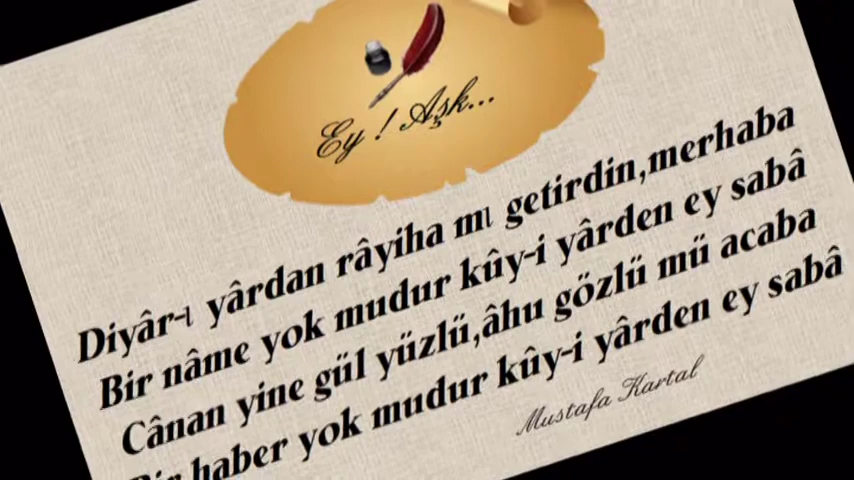 Ey ! Aşk...
Diyâr-ı yârdan râyiha mı getirdin,merhaba
Bir nâme yok mudur kûy-i yârden ey sabâ
Cânan yine gül yüzlü,âhu gözlü mü acaba
Bir haber yok mudur kûy-i yârden ey sabâ
Mustafa Kartal